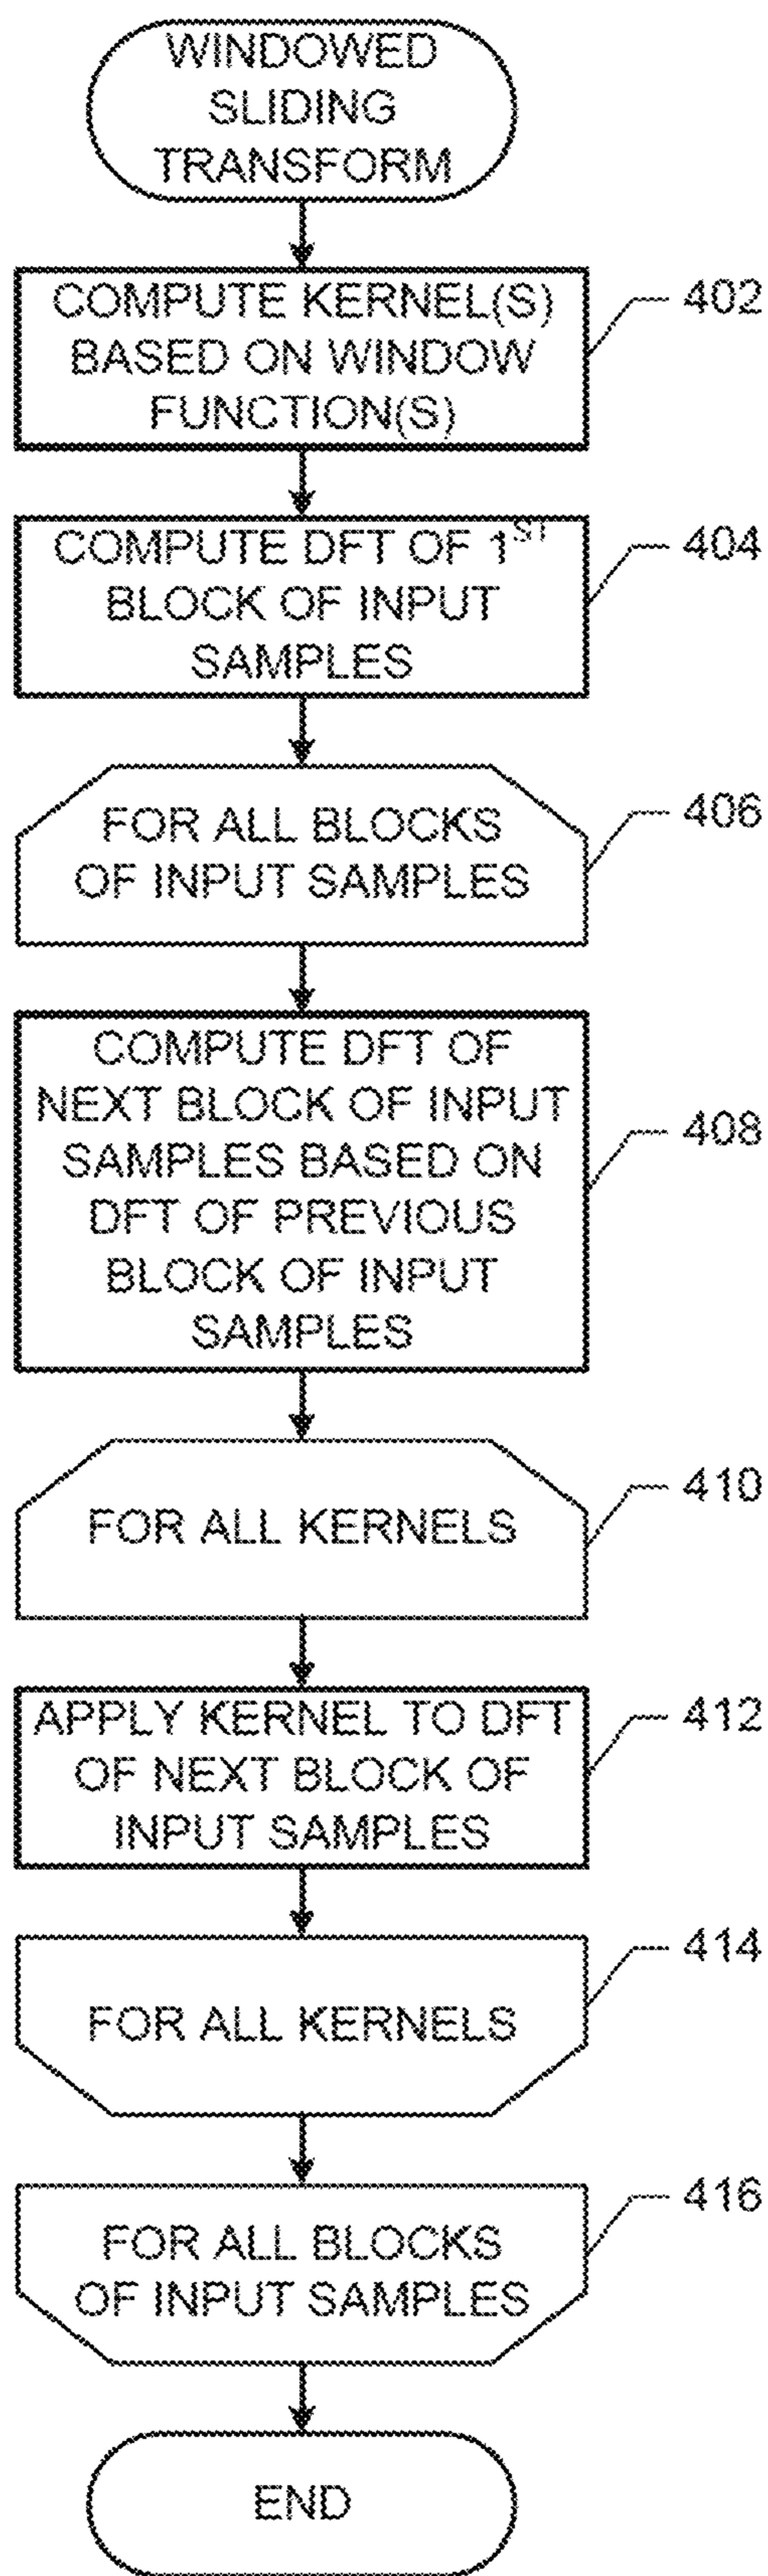 WINDOWED
SLIDING
TRANSFORM
COMPUTE KERNEL(S)
BASED ON WINDOW
FUNCTION(S)
402
COMPUTE DFT OF 1ST
BLOCK OF INPUT
SAMPLES
404
FOR ALL BLOCKS
OF INPUT SAMPLES
406
COMPUTE DFT OF
NEXT BLOCK OF INPUT
SAMPLES BASED ON
DFT OF PREVIOUS
BLOCK OF INPUT
SAMPLES
408
FOR ALL KERNELS
410
APPLY KERNEL TO DFT
OF NEXT BLOCK OF
INPUT SAMPLES
412
FOR ALL KERNELS
414
FOR ALL BLOCKS
OF INPUT SAMPLES
416
END